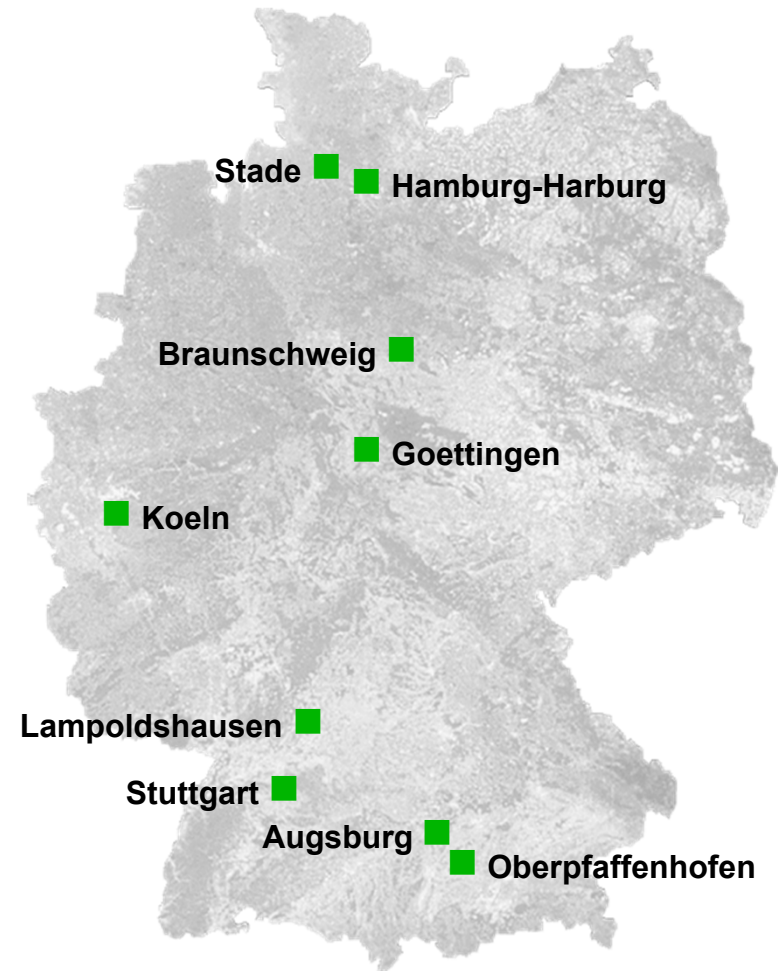 Stade
Hamburg-Harburg
Braunschweig
Goettingen
Koeln
Lampoldshausen
Stuttgart
Augsburg
Oberpfaffenhofen